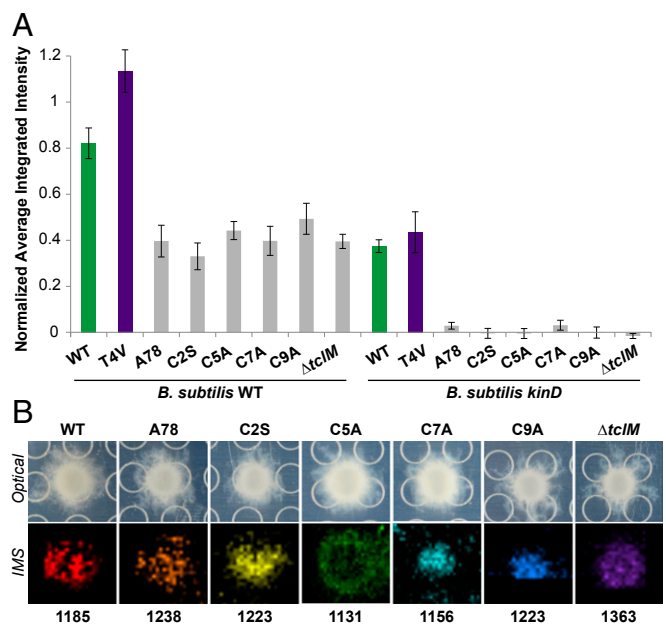 A
Normalized Average Integrated Intensity
1.2
1
0.8
0.6
0.4
0.2
0
WT T4V A78 C2S C5A C7A C9A ΔtclM WT T4V A78 C2S C5A C7A C9A ΔtclM
B. subtilis WT B. subtilis kinD
B
WT A78 C2S C5A C7A C9A ΔtclM
Optical
IMS
1185 1238 1223 1131 1156 1223 1363